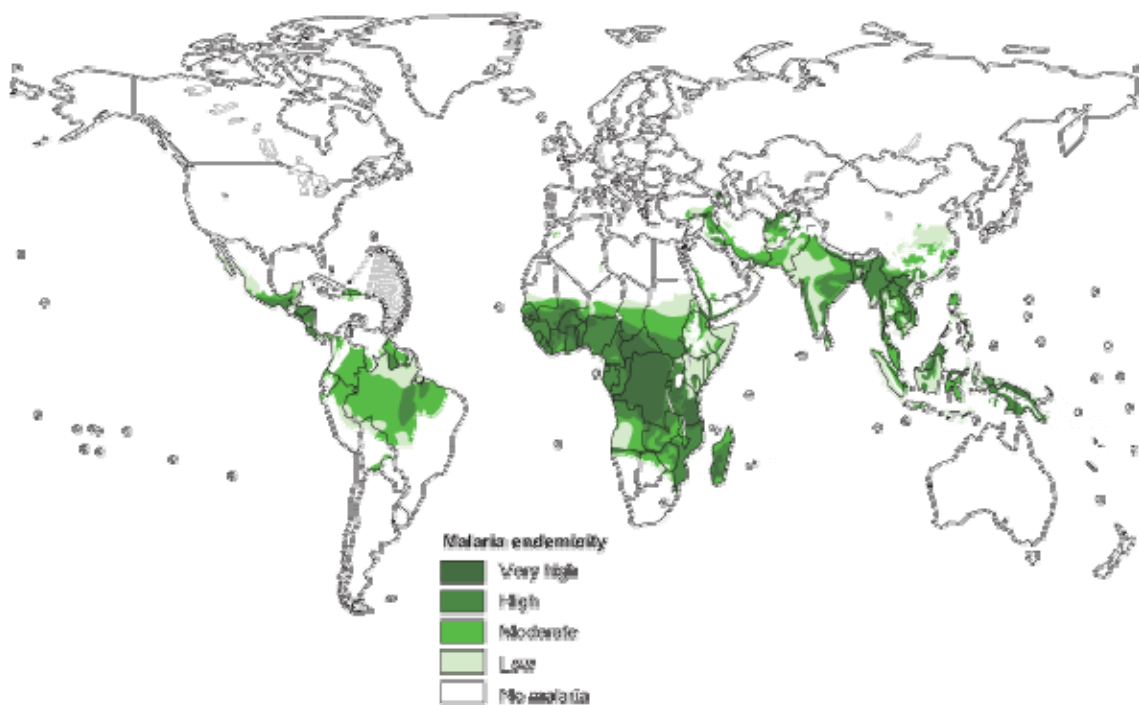 Malaria endemicity
Very high
High
Moderate
Low
No malaria